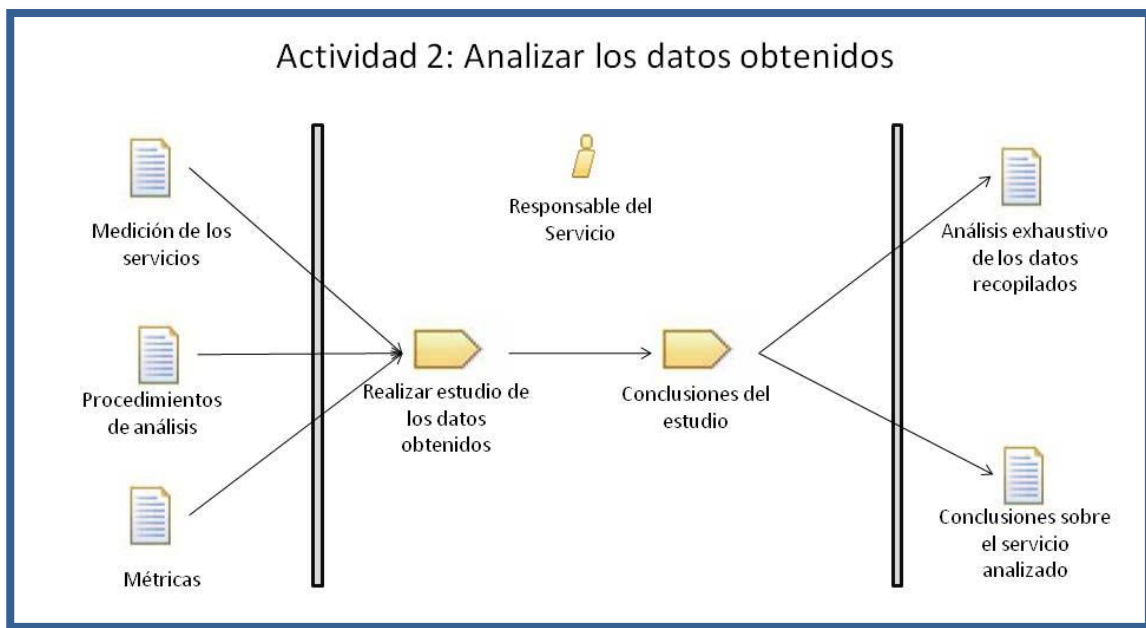 Actividad 2: Analizar los datos obtenidos
Medición de los
servicios
Procedimientos
de análisis
Métricas
Responsable del
Servicio
Realizar estudio de
los datos
obtenidos
Conclusiones del
estudio
Análisis exhaustivo
de los datos
recopilados
Conclusiones sobre
el servicio
analizado